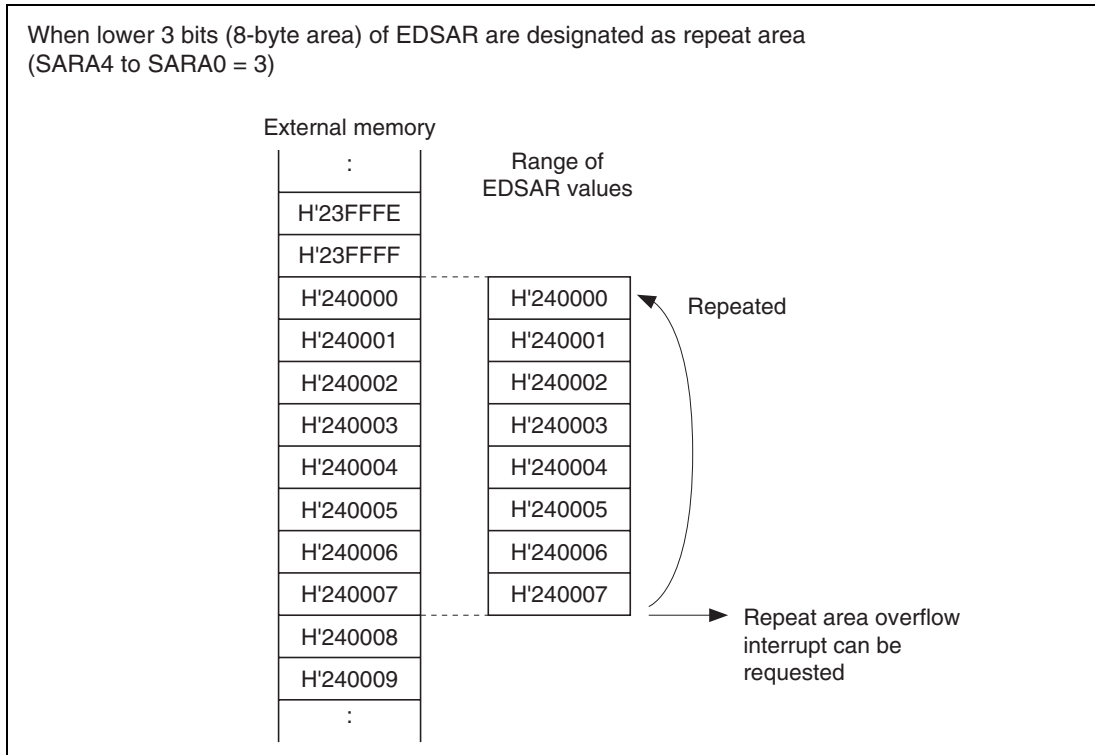 When lower 3 bits (8-byte area) of EDSAR are designated as repeat area
(SARA4 to SARA0 = 3)
External memory
:
Range of
EDSAR values
H'23FFFE
H'23FFFF
H'240000
H'240001
H'240002
H'240003
H'240004
H'240005
H'240006
H'240007
H'240008
H'240009
:
H'240000
H'240001
H'240002
H'240003
H'240004
H'240005
H'240006
H'240007
Repeated
Repeat area overflow
interrupt can be
requested